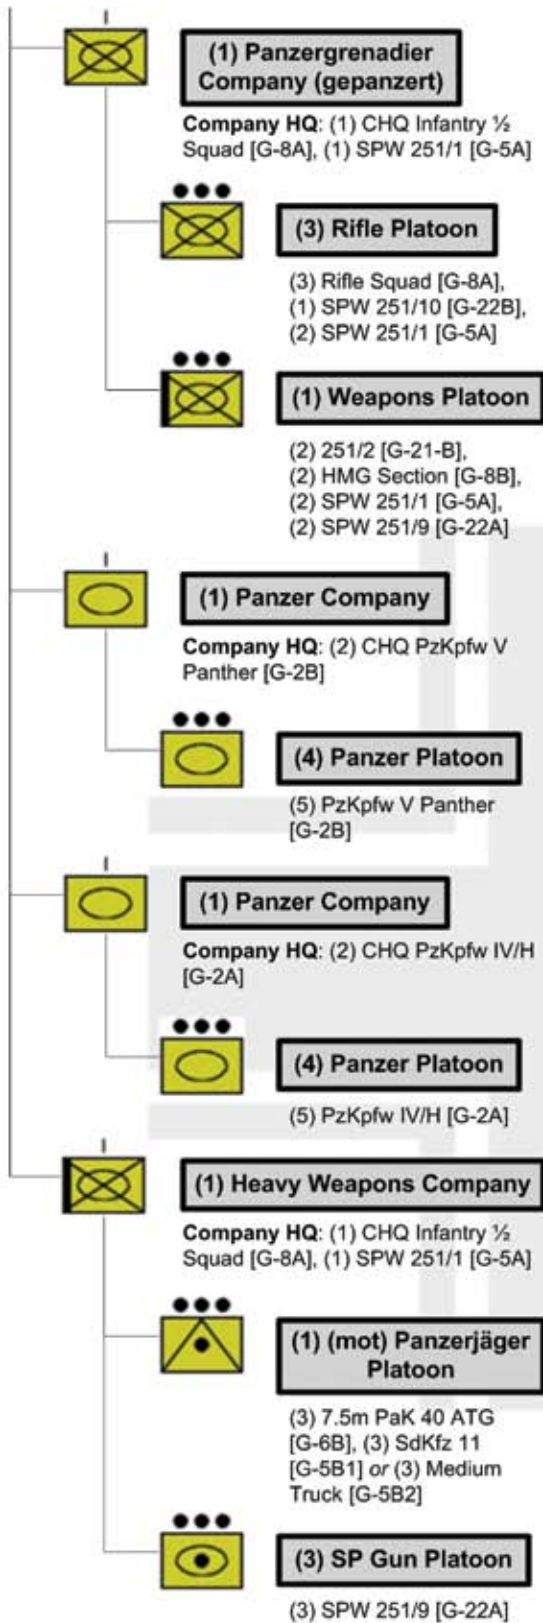 (1) Panzergrenadier
Company (gepanzert)
Company HQ: (1) CHQ Infantry ½
Squad [G-8A], (1) SPW 251/1 [G-5A]
(3) Rifle Platoon
(3) Rifle Squad [G-8A],
(1) SPW 251/10 [G-22B],
(2) SPW 251/1 [G-5A]
(1) Weapons Platoon
(2) 251/2 [G-21-B],
(2) HMG Section [G-8B],
(2) SPW 251/1 [G-5A],
(2) SPW 251/9 [G-22A]
(1) Panzer Company
Company HQ: (2) CHQ PzKpfw V
Panther [G-2B]
(4) Panzer Platoon
(5) PzKpfw V Panther
[G-2B]
(1) Panzer Company
Company HQ: (2) CHQ PzKpfw IV/H
[G-2A]
(4) Panzer Platoon
(5) PzKpfw IV/H [G-2A]
(1) Heavy Weapons Company
Company HQ: (1) CHQ Infantry ½
Squad [G-8A], (1) SPW 251/1 [G-5A]
(1) (mot) Panzerjäger
Platoon
(3) 7.5m PaK 40 ATG
[G-6B], (3) SdKfz 11
[G-5B1] or (3) Medium
Truck [G-5B2]
(3) SP Gun Platoon
(3) SPW 251/9 [G-22A]